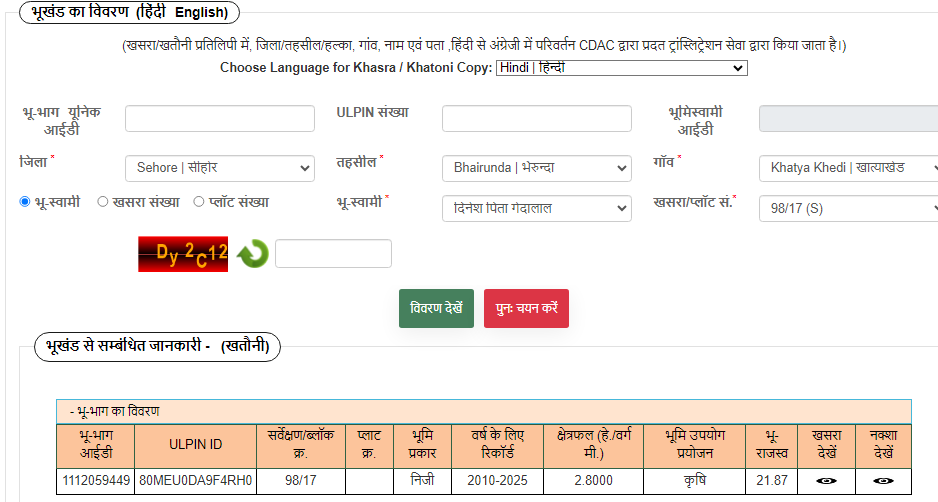 भूखंड का विवरण (हिंदी English)
(खसरा/खतौनी प्रतिलिपी में, जिला/तहसील/हल्का, गांव, नाम एवं पता ,हिंदी से अंग्रेजी में परिवर्तन CDAC द्वारा प्रदत ट्रांस्लिट्रेशन सेवा द्वारा किया जाता है।)
Choose Language for Khasra / Khatoni Copy: Hindi | हिन्दी
भू-भाग यूनिक आईडी ULPIN संख्या भूमिस्वामी आईडी
जिला * Sehore | सीहोर तहसील * Bhairunda | भेरुन्दा गॉव * Khatya Khedi | खात्याखेड
भू-स्वामी खसरा संख्या प्लॉट संख्या भू-स्वामी * दिनेश पिता गेंदालाल खसरा/प्लॉट सं.* 98/17 (S)
Dy 2C12
विवरण देखें पुनः चयन करें
भूखंड से सम्बंधित जानकारी - (खतौनी)
- भू-भाग का विवरण
भू-भाग आईडी ULPIN ID सर्वेक्षण/ब्लॉक क्र. प्लाट क्र. भूमि प्रकार वर्ष के लिए रिकॉर्ड क्षेत्रफल (हे./वर्ग मी.) भूमि उपयोग प्रयोजन भू-राजस्व खसरा देखें नक्शा देखें
1112059449 80MEU0DA9F4RH0 98/17 निजी 2010-2025 2.8000 कृषि 21.87